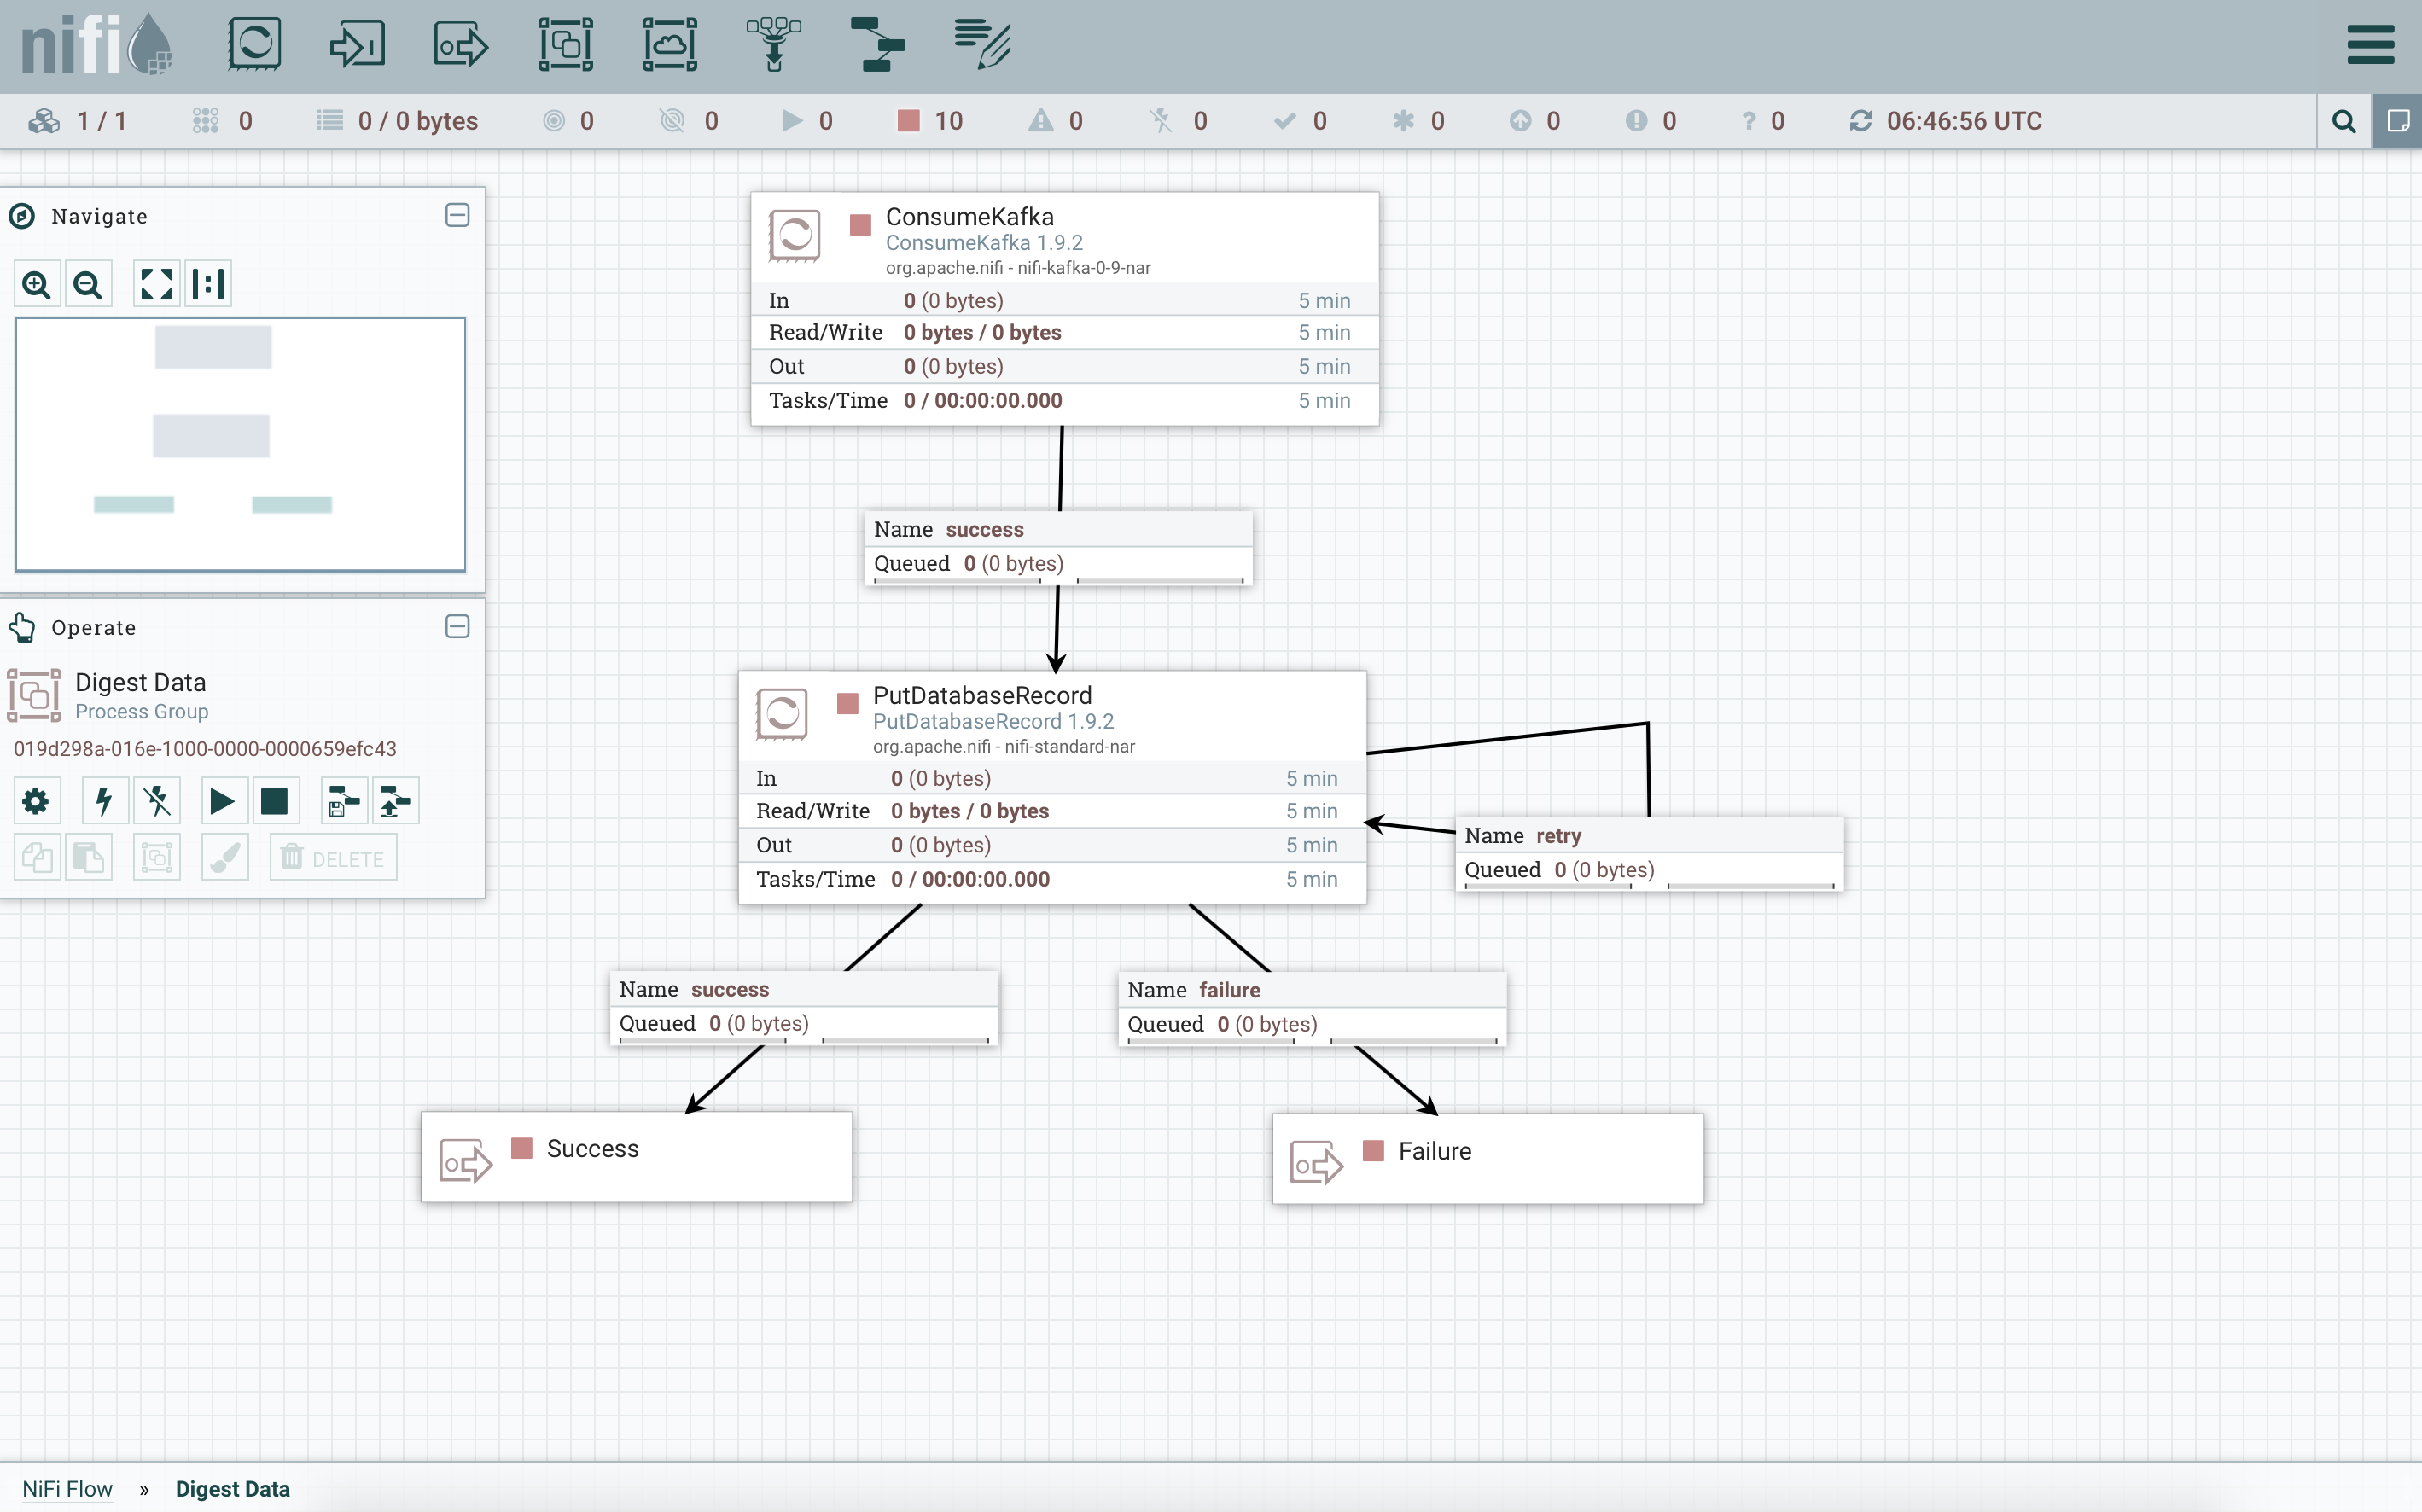 nifi
1 / 1 0 0 / 0 bytes 0 0 0 10 0 0 0 0 0 0 ? 0 06:46:56 UTC
Navigate
Operate
Digest Data
Process Group
019d298a-016e-1000-0000-0000659efc43
DELETE
ConsumeKafka
ConsumeKafka 1.9.2
org.apache.nifi - nifi-kafka-0-9-nar
In 0 (0 bytes) 5 min
Read/Write 0 bytes / 0 bytes 5 min
Out 0 (0 bytes) 5 min
Tasks/Time 0 / 00:00:00.000 5 min
Name success
Queued 0 (0 bytes)
PutDatabaseRecord
PutDatabaseRecord 1.9.2
org.apache.nifi - nifi-standard-nar
In 0 (0 bytes) 5 min
Read/Write 0 bytes / 0 bytes 5 min
Out 0 (0 bytes) 5 min
Tasks/Time 0 / 00:00:00.000 5 min
Name retry
Queued 0 (0 bytes)
Name success
Queued 0 (0 bytes)
Name failure
Queued 0 (0 bytes)
Success
Failure
NiFi Flow » Digest Data